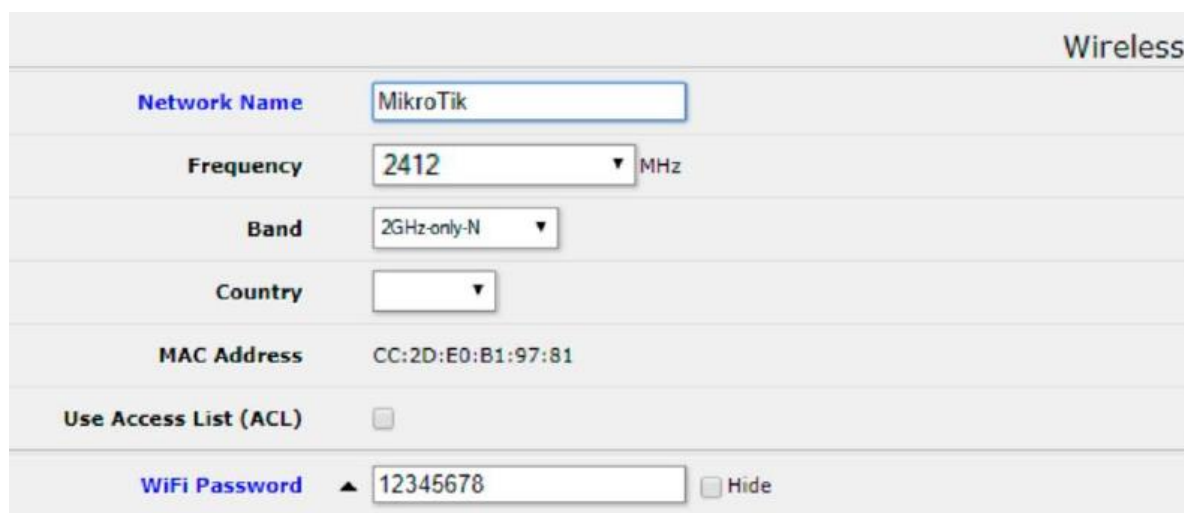 Wireless
Network Name MikroTik
Frequency 2412 MHz
Band 2GHz-only-N
Country
MAC Address CC:2D:E0:B1:97:81
Use Access List (ACL)
WiFi Password 12345678 Hide